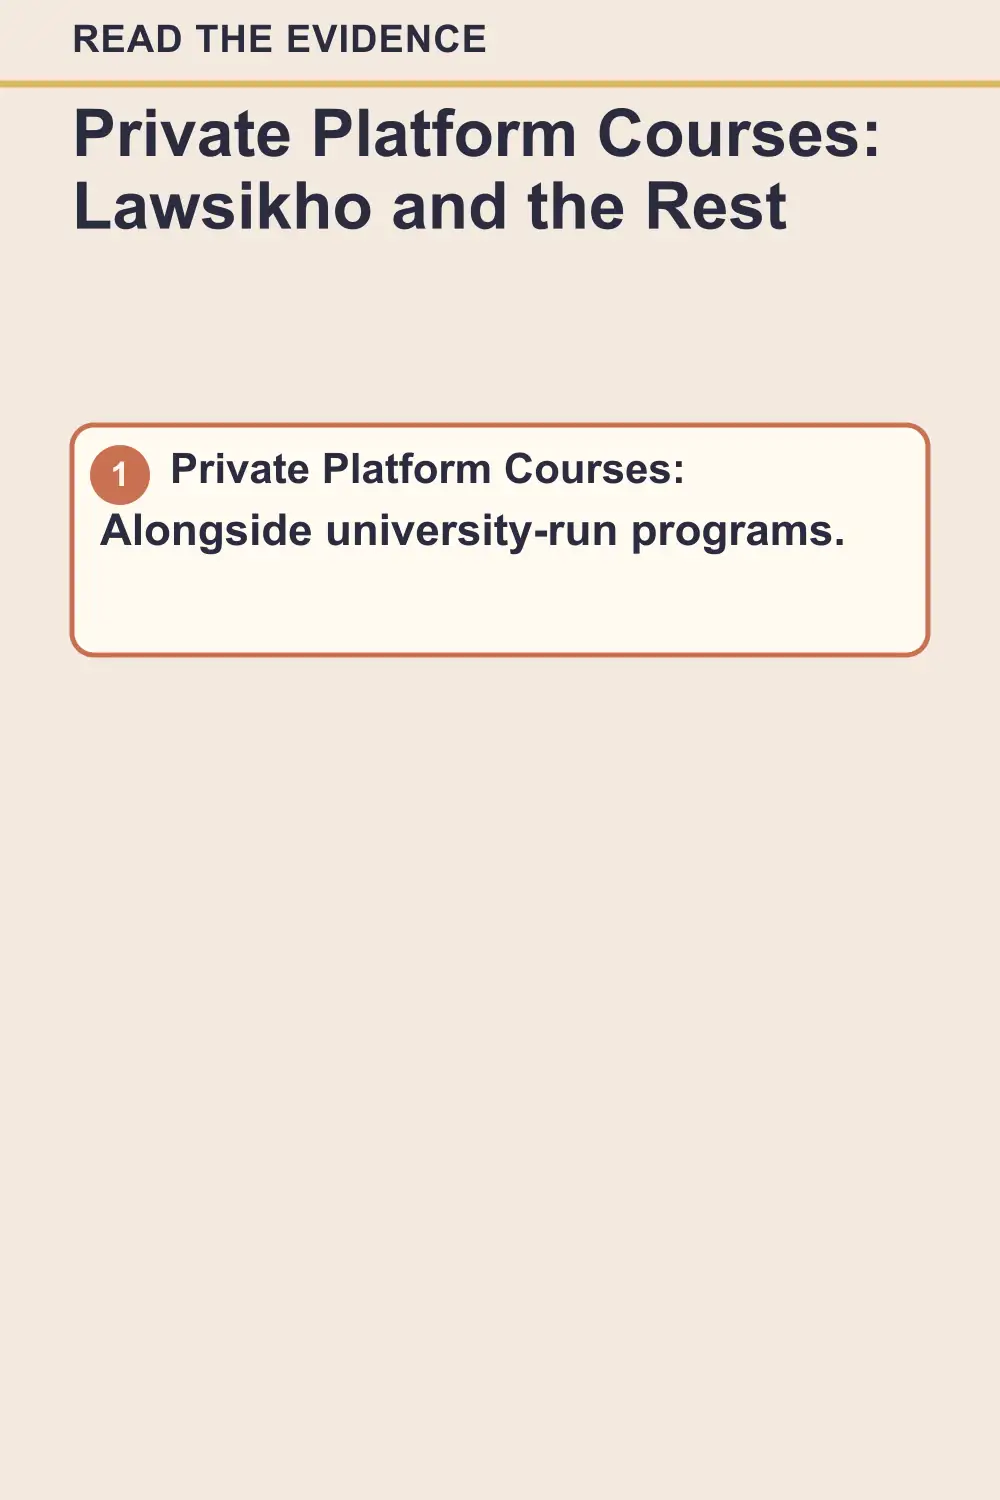 READ THE EVIDENCE
Private Platform Courses:
Lawsikho and the Rest
1 Private Platform Courses:
Alongside university-run programs.